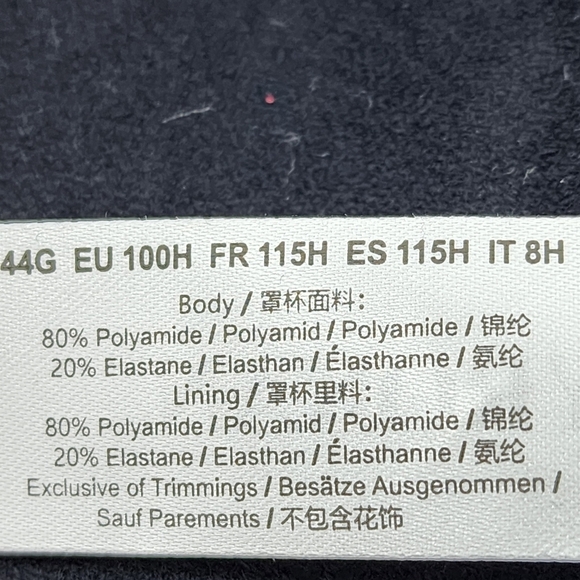 44G EU 100H FR 115H ES 115H IT 8H
Body / 罩杯面料:
80% Polyamide / Polyamid / Polyamide / 锦纶
20% Elastane / Elasthan / Élasthanne / 氨纶
Lining / 罩杯里料:
80% Polyamide / Polyamid / Polyamide / 锦纶
20% Elastane / Elasthan / Élasthanne / 氨纶
Exclusive of Trimmings / Besätze Ausgenommen /
Sauf Parements / 不包含花饰